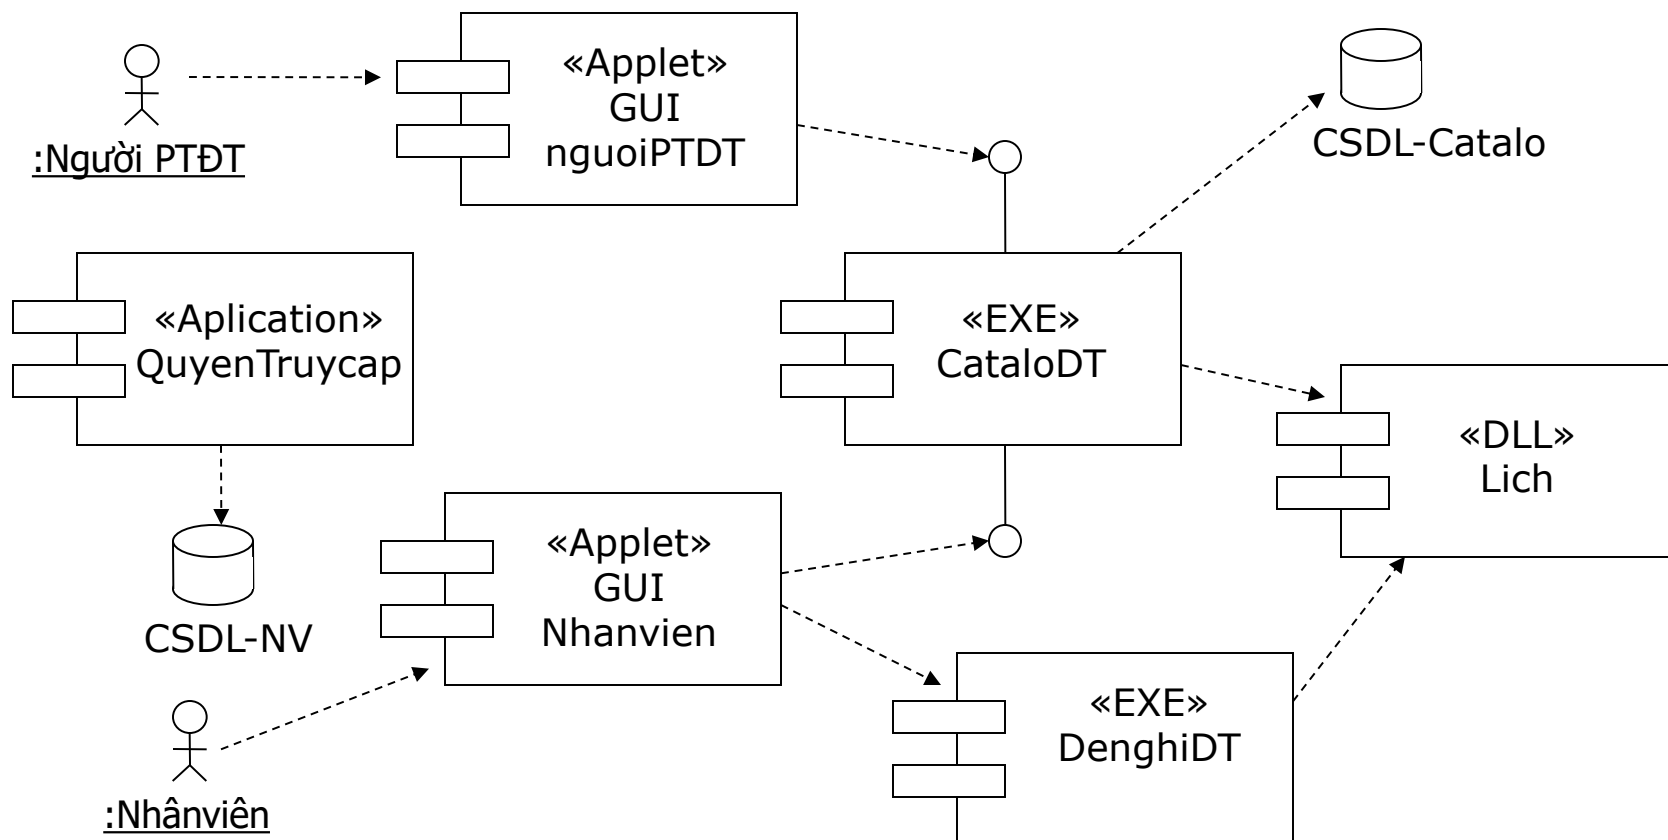 «Applet»
GUI
nguoiPTDT
:Người PTĐT
CSDL-Catalo
«Aplication»
QuyenTruycap
«EXE»
CataloDT
«DLL»
Lich
«Applet»
GUI
Nhanvien
CSDL-NV
«EXE»
DenghiDT
:Nhânviên